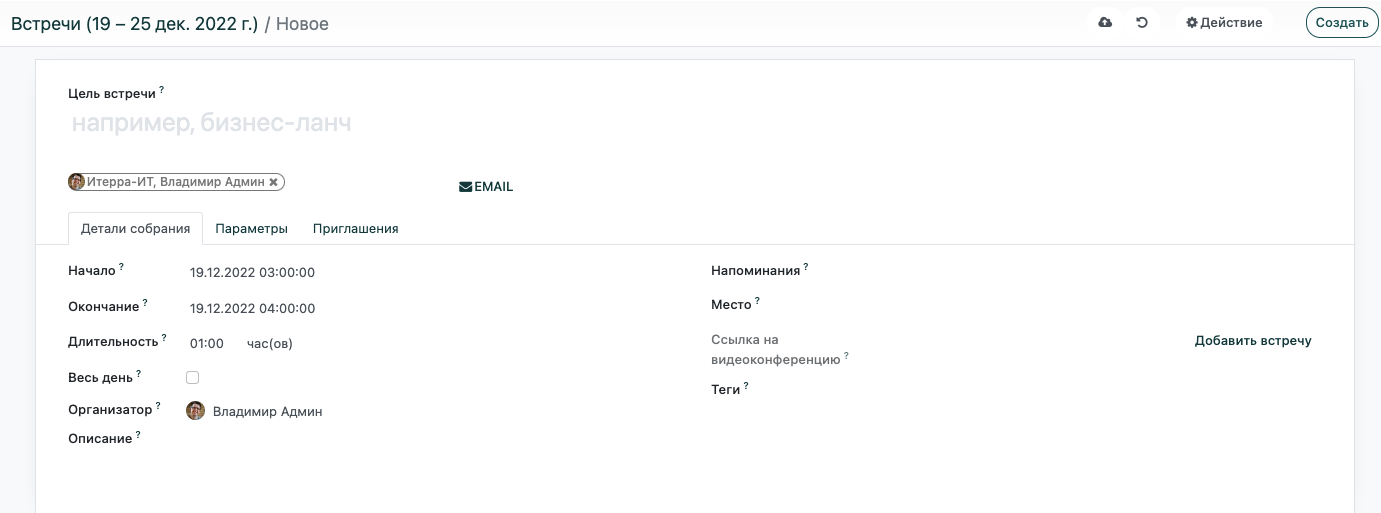 Встречи (19 – 25 дек. 2022 г.) / Новое
Действие
Создать
Цель встречи ?
например, бизнес-ланч
Итерра-ИТ, Владимир Админ ✖
EMAIL
Детали собрания
Параметры
Приглашения
Начало ?
19.12.2022 03:00:00
Окончание ?
19.12.2022 04:00:00
Длительность ?
01:00 час(ов)
Весь день ?
Организатор ?
Владимир Админ
Описание ?
Напоминания ?
Место ?
Ссылка на
видеоконференцию ?
Добавить встречу
Теги ?